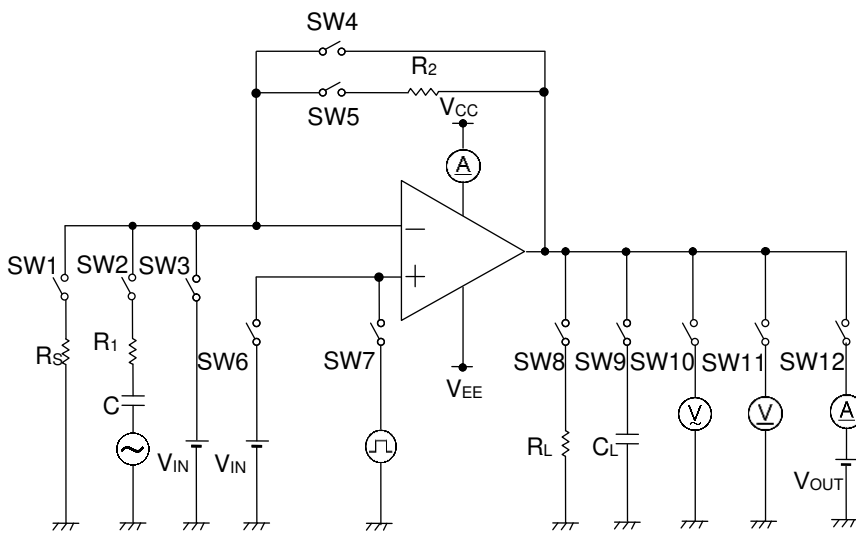 SW4
R2
SW5
VCC
A
SW1
SW2
SW3
−
+
RS
R1
SW6
SW7
VEE
SW8
SW9
SW10
SW11
SW12
C
V
V
A
VIN
VIN
RL
CL
VOUT